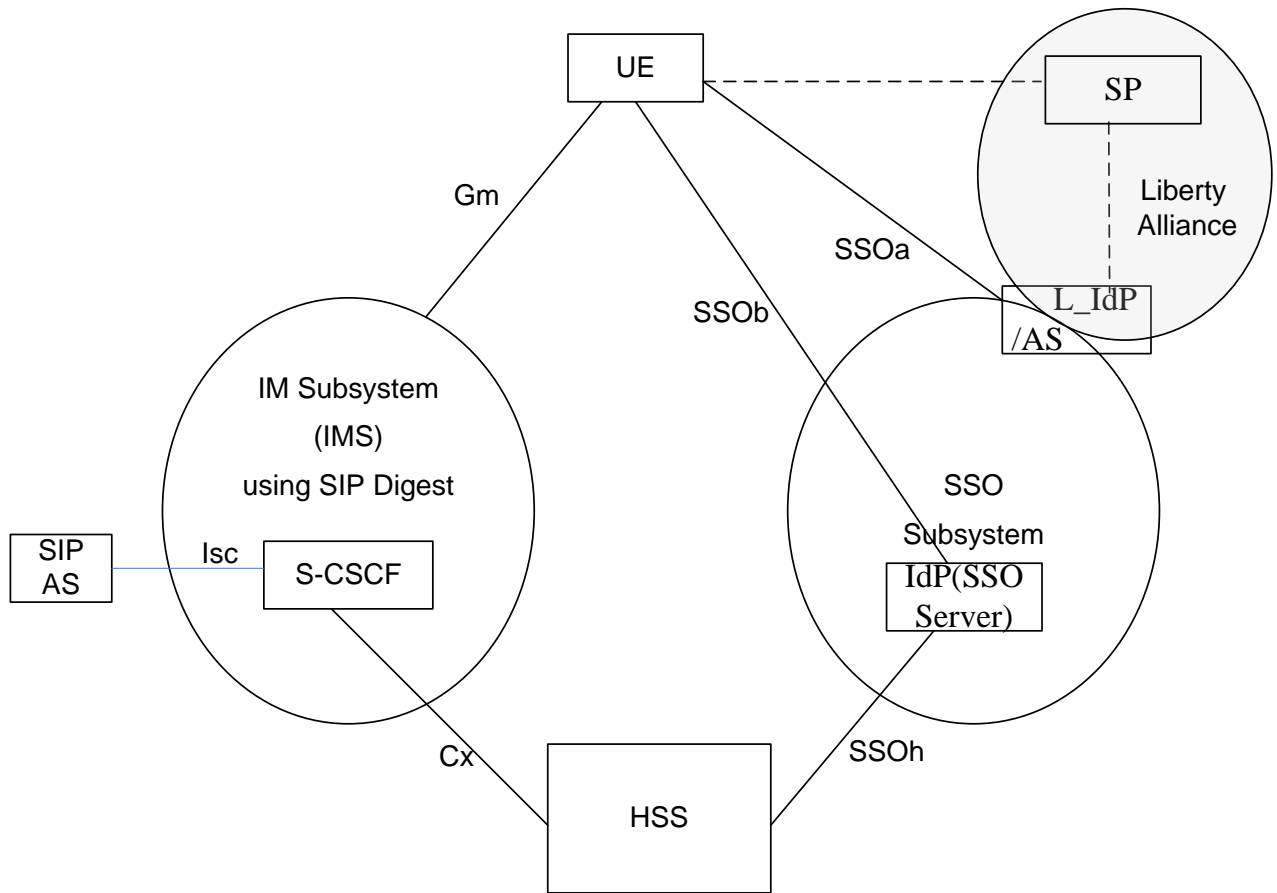 UE
SP
Gm
Liberty
Alliance
SSOa
SSOb
L_IdP
/AS
IM Subsystem
(IMS)
using SIP Digest
SSO
Subsystem
SIP
AS
Isc
S-CSCF
IdP(SSO
Server)
Cx
SSOh
HSS